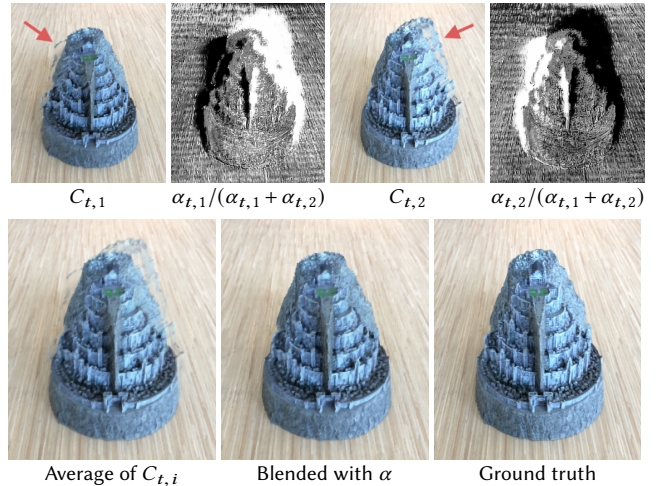 C_{t,1} α_{t,1}/(α_{t,1} + α_{t,2}) C_{t,2} α_{t,2}/(α_{t,1} + α_{t,2})
Average of C_{t,i} Blended with α Ground truth